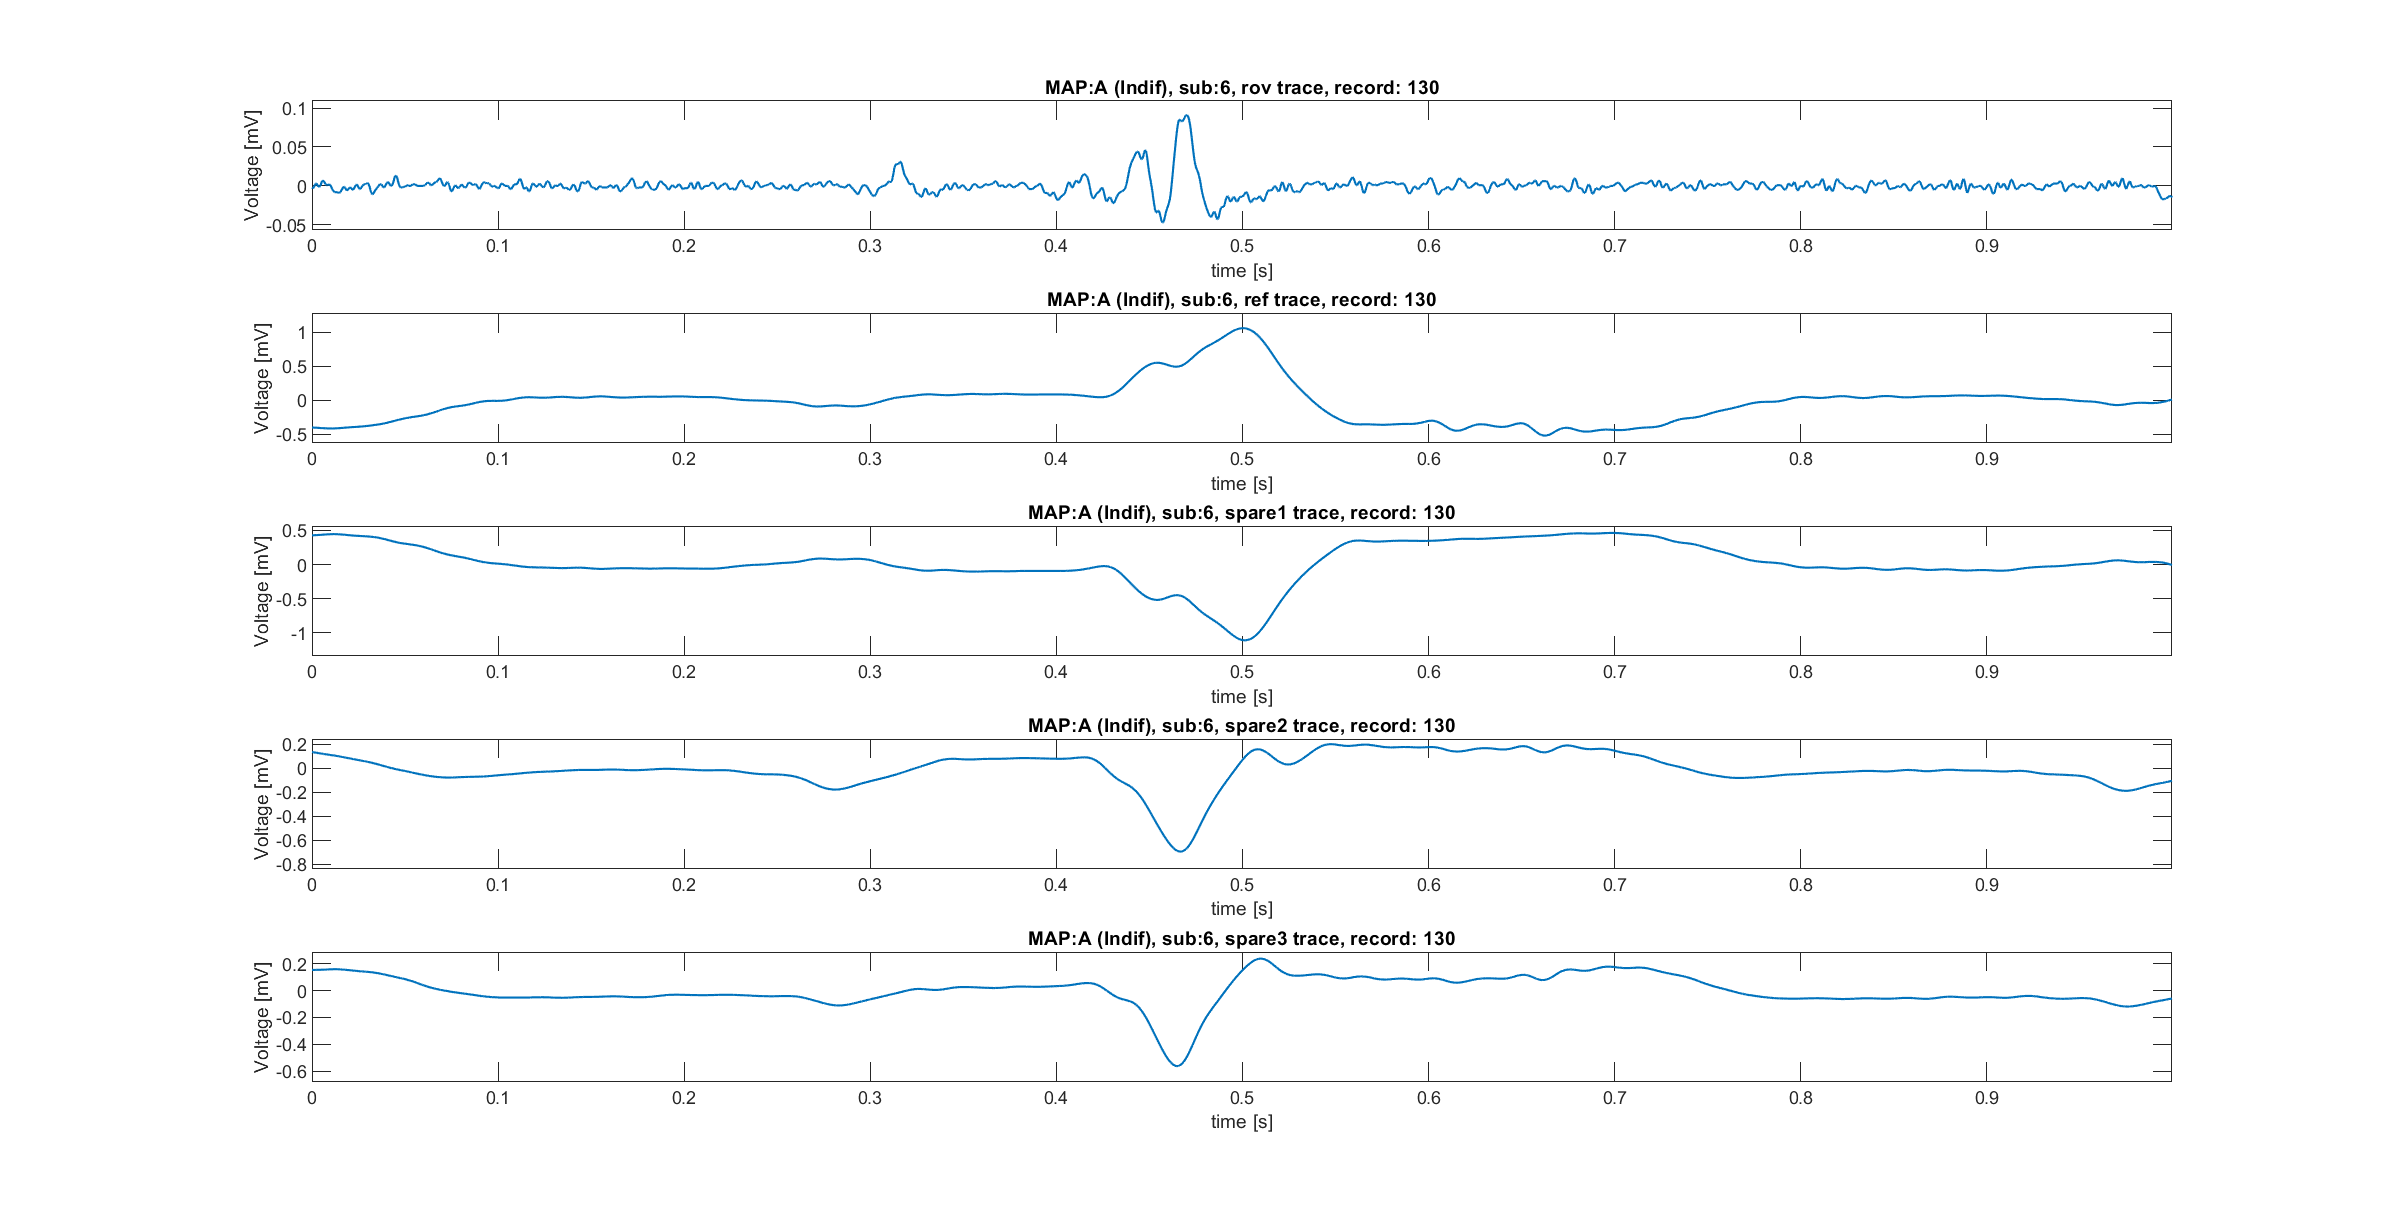 MAP:A (Indif), sub:6, rov trace, record: 130
Voltage [mV]
0.1
0.05
0
-0.05
0 0.1 0.2 0.3 0.4 0.5 0.6 0.7 0.8 0.9
time [s]
MAP:A (Indif), sub:6, ref trace, record: 130
Voltage [mV]
1
0.5
0
-0.5
0 0.1 0.2 0.3 0.4 0.5 0.6 0.7 0.8 0.9
time [s]
MAP:A (Indif), sub:6, spare1 trace, record: 130
Voltage [mV]
0.5
0
-0.5
-1
0 0.1 0.2 0.3 0.4 0.5 0.6 0.7 0.8 0.9
time [s]
MAP:A (Indif), sub:6, spare2 trace, record: 130
Voltage [mV]
0.2
0
-0.2
-0.4
-0.6
-0.8
0 0.1 0.2 0.3 0.4 0.5 0.6 0.7 0.8 0.9
time [s]
MAP:A (Indif), sub:6, spare3 trace, record: 130
Voltage [mV]
0.2
0
-0.2
-0.4
-0.6
0 0.1 0.2 0.3 0.4 0.5 0.6 0.7 0.8 0.9
time [s]